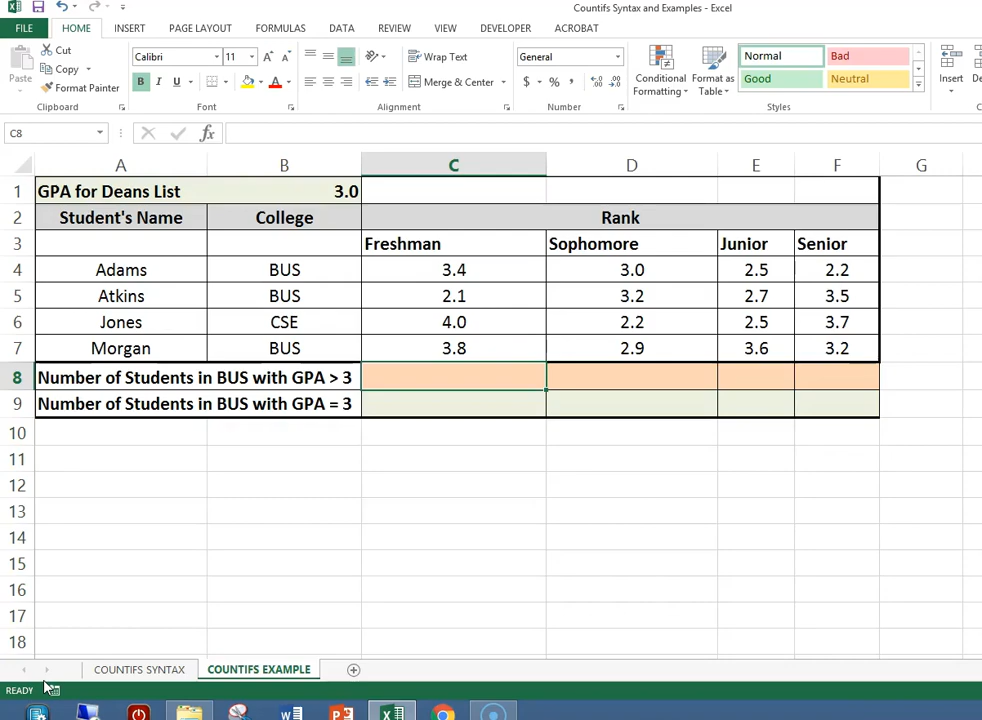 Countifs Syntax and Examples - Excel
FILE HOME INSERT PAGE LAYOUT FORMULAS DATA REVIEW VIEW DEVELOPER ACROBAT
Paste
Cut
Copy
Format Painter
Clipboard
Calibri 11
B I U
Font
Wrap Text
Merge & Center
Alignment
General
$ % , .0 .00 .00 .0
Number
Conditional Formatting
Format as Table
Normal Bad
Good Neutral
Styles
Insert
C8 fx
A B C D E F G
1 GPA for Deans List 3.0
2 Student's Name College Rank
3 Freshman Sophomore Junior Senior
4 Adams BUS 3.4 3.0 2.5 2.2
5 Atkins BUS 2.1 3.2 2.7 3.5
6 Jones CSE 4.0 2.2 2.5 3.7
7 Morgan BUS 3.8 2.9 3.6 3.2
8 Number of Students in BUS with GPA > 3
9 Number of Students in BUS with GPA = 3
10
11
12
13
14
15
16
17
18
COUNTIFS SYNTAX COUNTIFS EXAMPLE
READY